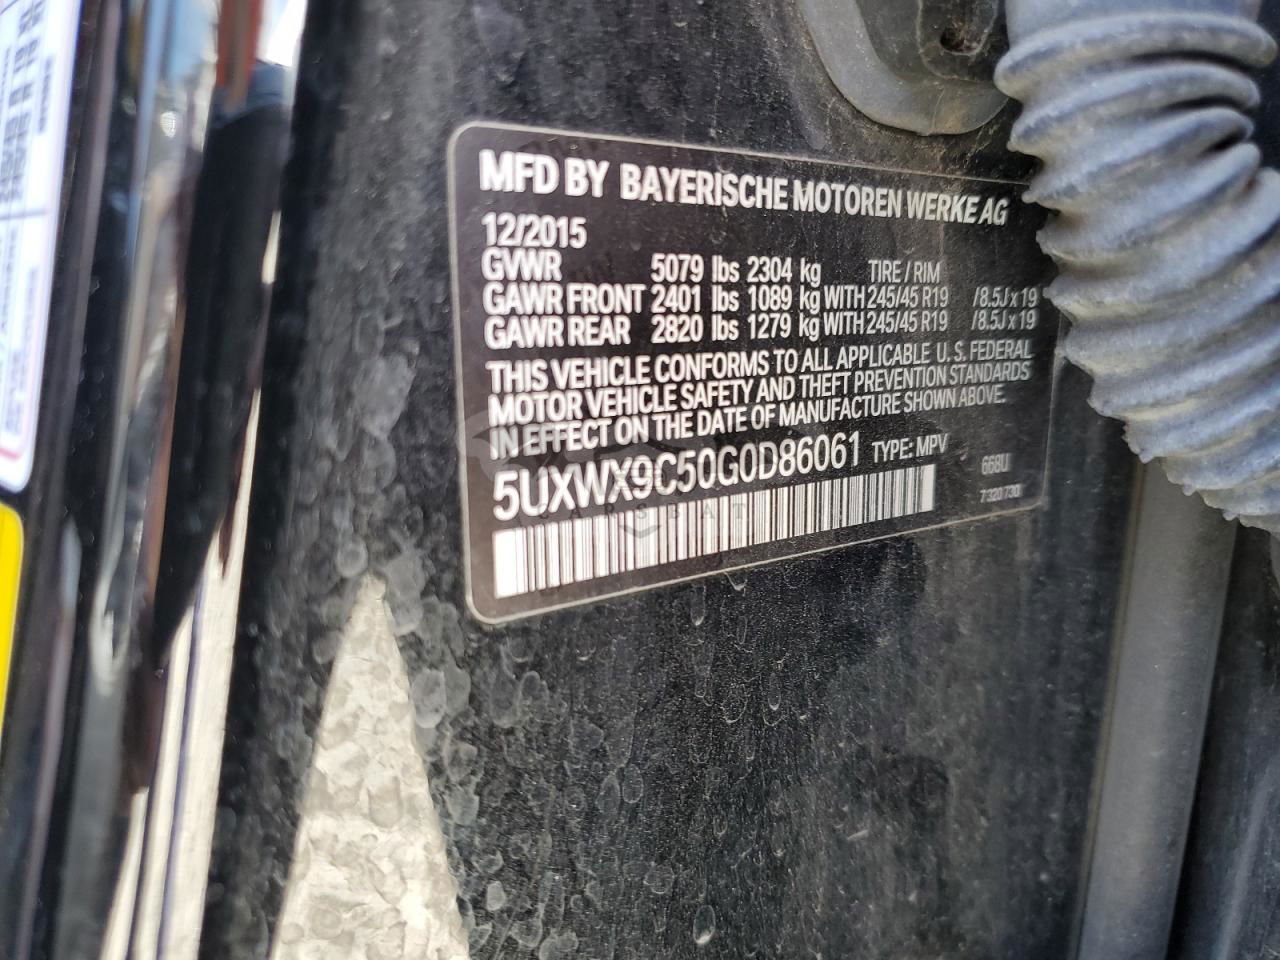 MFD BY BAYERISCHE MOTOREN WERKE AG
12/2015
GVWR 5079 lbs 2304 kg TIRE / RIM
GAWR FRONT 2401 lbs 1089 kg WITH 245/45 R19 /8.5J x 19
GAWR REAR 2820 lbs 1279 kg WITH 245/45 R19 /8.5J x 19
THIS VEHICLE CONFORMS TO ALL APPLICABLE U.S. FEDERAL
MOTOR VEHICLE SAFETY AND THEFT PREVENTION STANDARDS
IN EFFECT ON THE DATE OF MANUFACTURE SHOWN ABOVE.
5UXWX9C50G0D86061 TYPE: MPV
668U
7 320 730